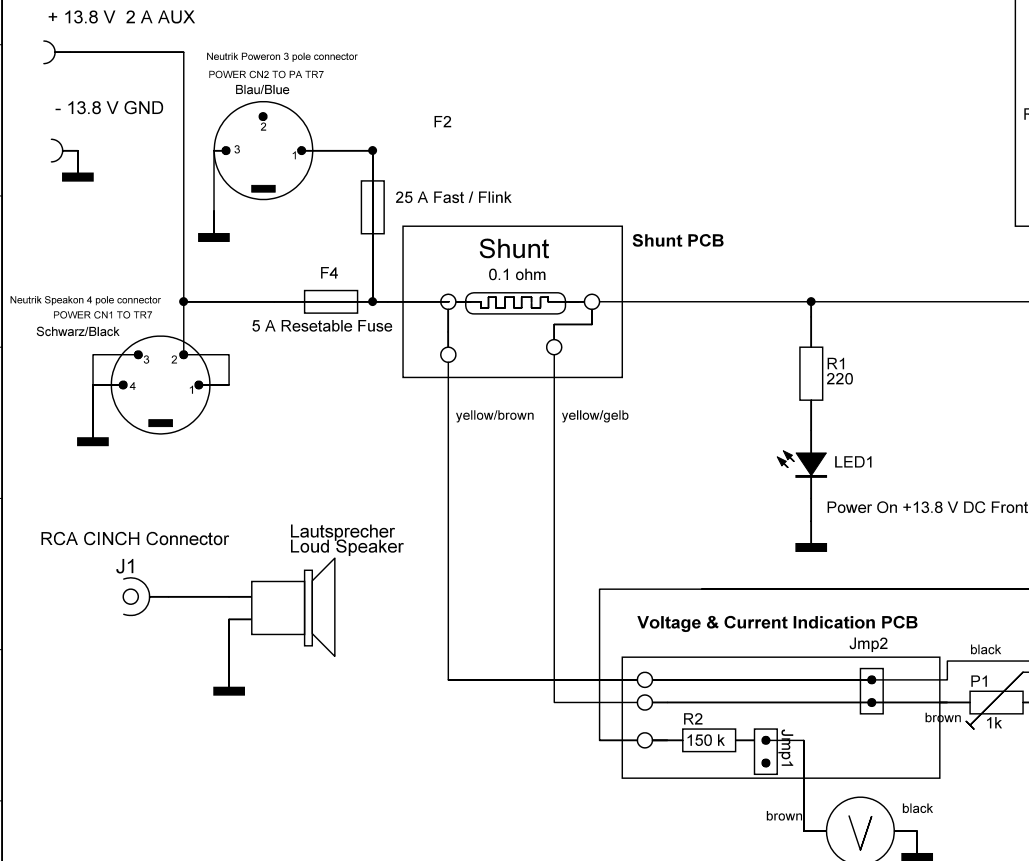 + 13.8 V  2 A AUX
Neutrik Poweron 3 pole connector
POWER CN2 TO PA TR7
Blau/Blue
- 13.8 V GND
F2
2
3
1
25 A Fast / Flink
Shunt PCB
Shunt
0.1 ohm
F4
Neutrik Speakon 4 pole connector
POWER CN1 TO TR7
Schwarz/Black
5 A Resetable Fuse
3
2
4
1
R1
220
yellow/brown
yellow/gelb
LED1
Power On +13.8 V DC Front
RCA CINCH Connector
J1
Lautsprecher
Loud Speaker
Voltage & Current Indication PCB
Jmp2
black
P1
brown
1k
R2
150 k
Jmp1
brown
black
V